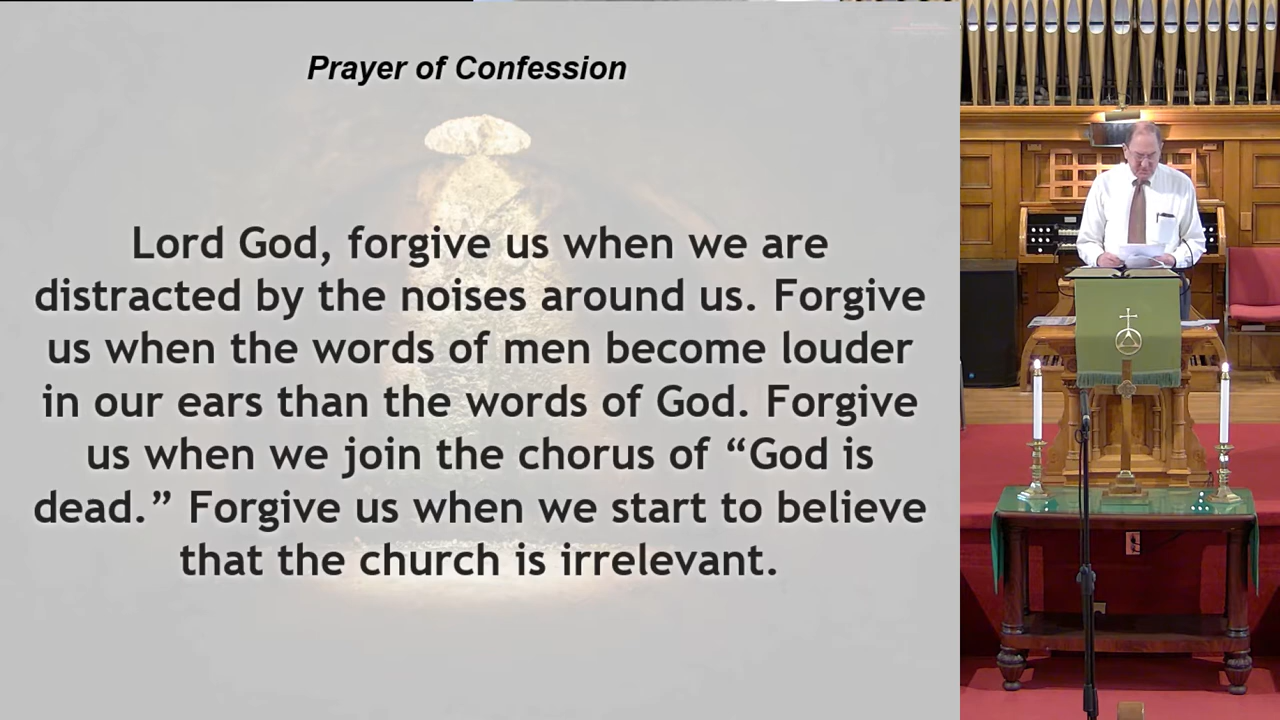 Prayer of Confession
Lord God, forgive us when we are
distracted by the noises around us. Forgive
us when the words of men become louder
in our ears than the words of God. Forgive
us when we join the chorus of “God is
dead.” Forgive us when we start to believe
that the church is irrelevant.